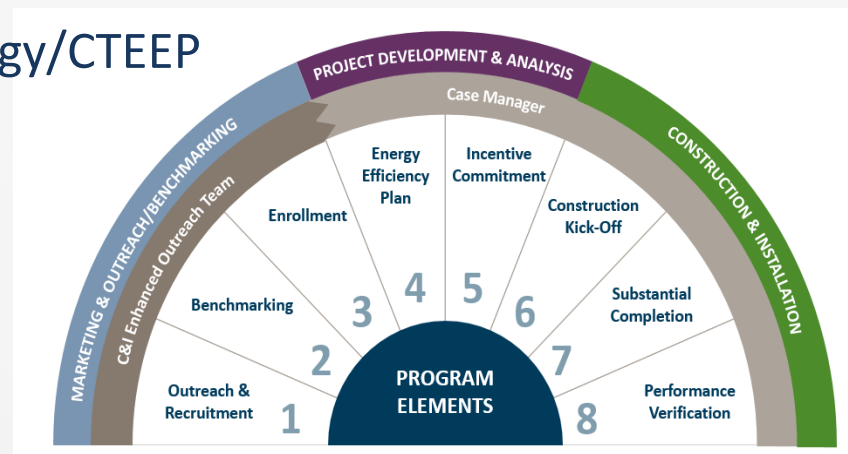 gy/CTEEP
PROJECT DEVELOPMENT & ANALYSIS
MARKETING & OUTREACH/BENCHMARKING
CONSTRUCTION & INSTALLATION
C&I Enhanced Outreach Team
Case Manager
Outreach &
Recruitment
1
Benchmarking
2
Enrollment
3
Energy
Efficiency
Plan
4
Incentive
Commitment
5
Construction
Kick-Off
6
Substantial
Completion
7
Performance
Verification
8
PROGRAM
ELEMENTS